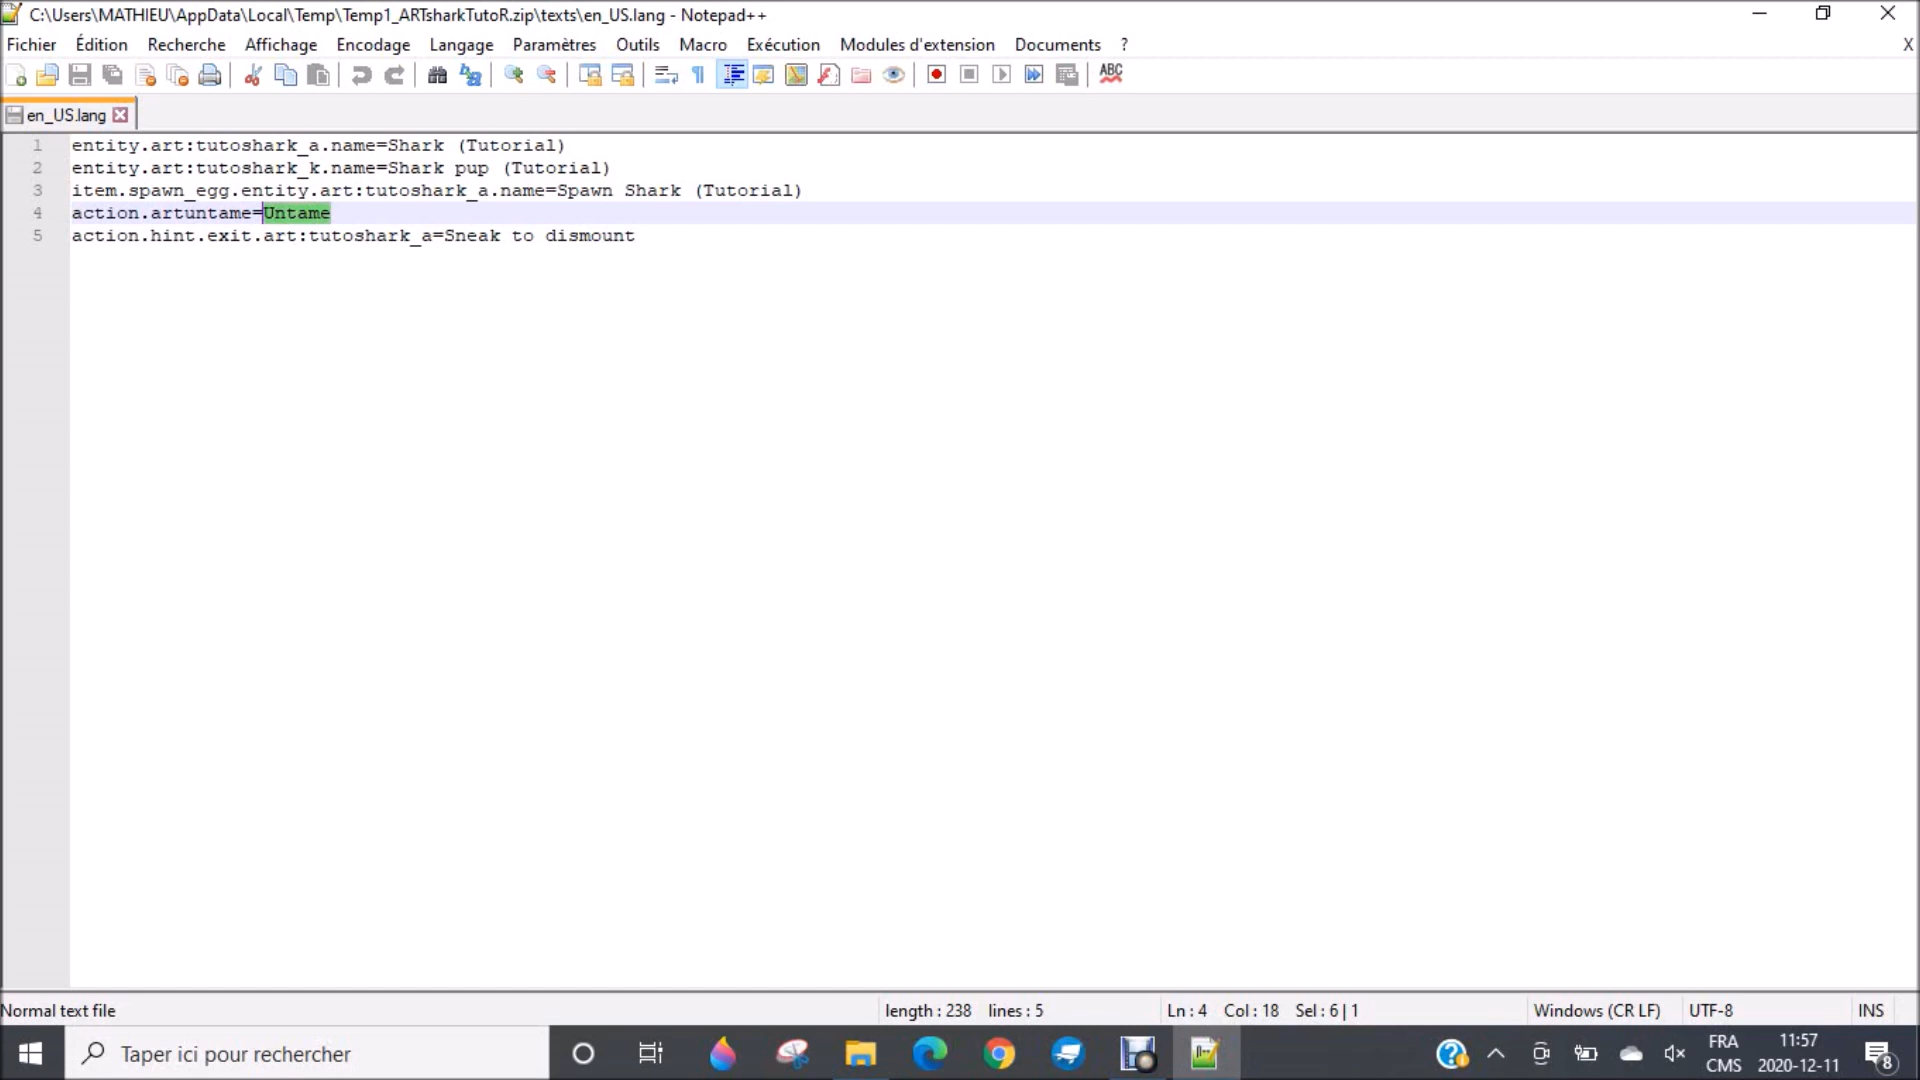 C:\Users\MATHIEU\AppData\Local\Temp\Temp1_ARTsharkTutoR.zip\texts\en_US.lang - Notepad++
Fichier Édition Recherche Affichage Encodage Langage Paramètres Outils Macro Exécution Modules d'extension Documents ? X
ABC
en_US.lang
1 entity.art:tutoshark_a.name=Shark (Tutorial)
2 entity.art:tutoshark_k.name=Shark pup (Tutorial)
3 item.spawn_egg.entity.art:tutoshark_a.name=Spawn Shark (Tutorial)
4 action.artuntame=Untame
5 action.hint.exit.art:tutoshark_a=Sneak to dismount
Normal text file length : 238 lines : 5 Ln : 4 Col : 18 Sel : 6 | 1 Windows (CR LF) UTF-8 INS
Taper ici pour rechercher
FRA 11:57
CMS 2020-12-11 8